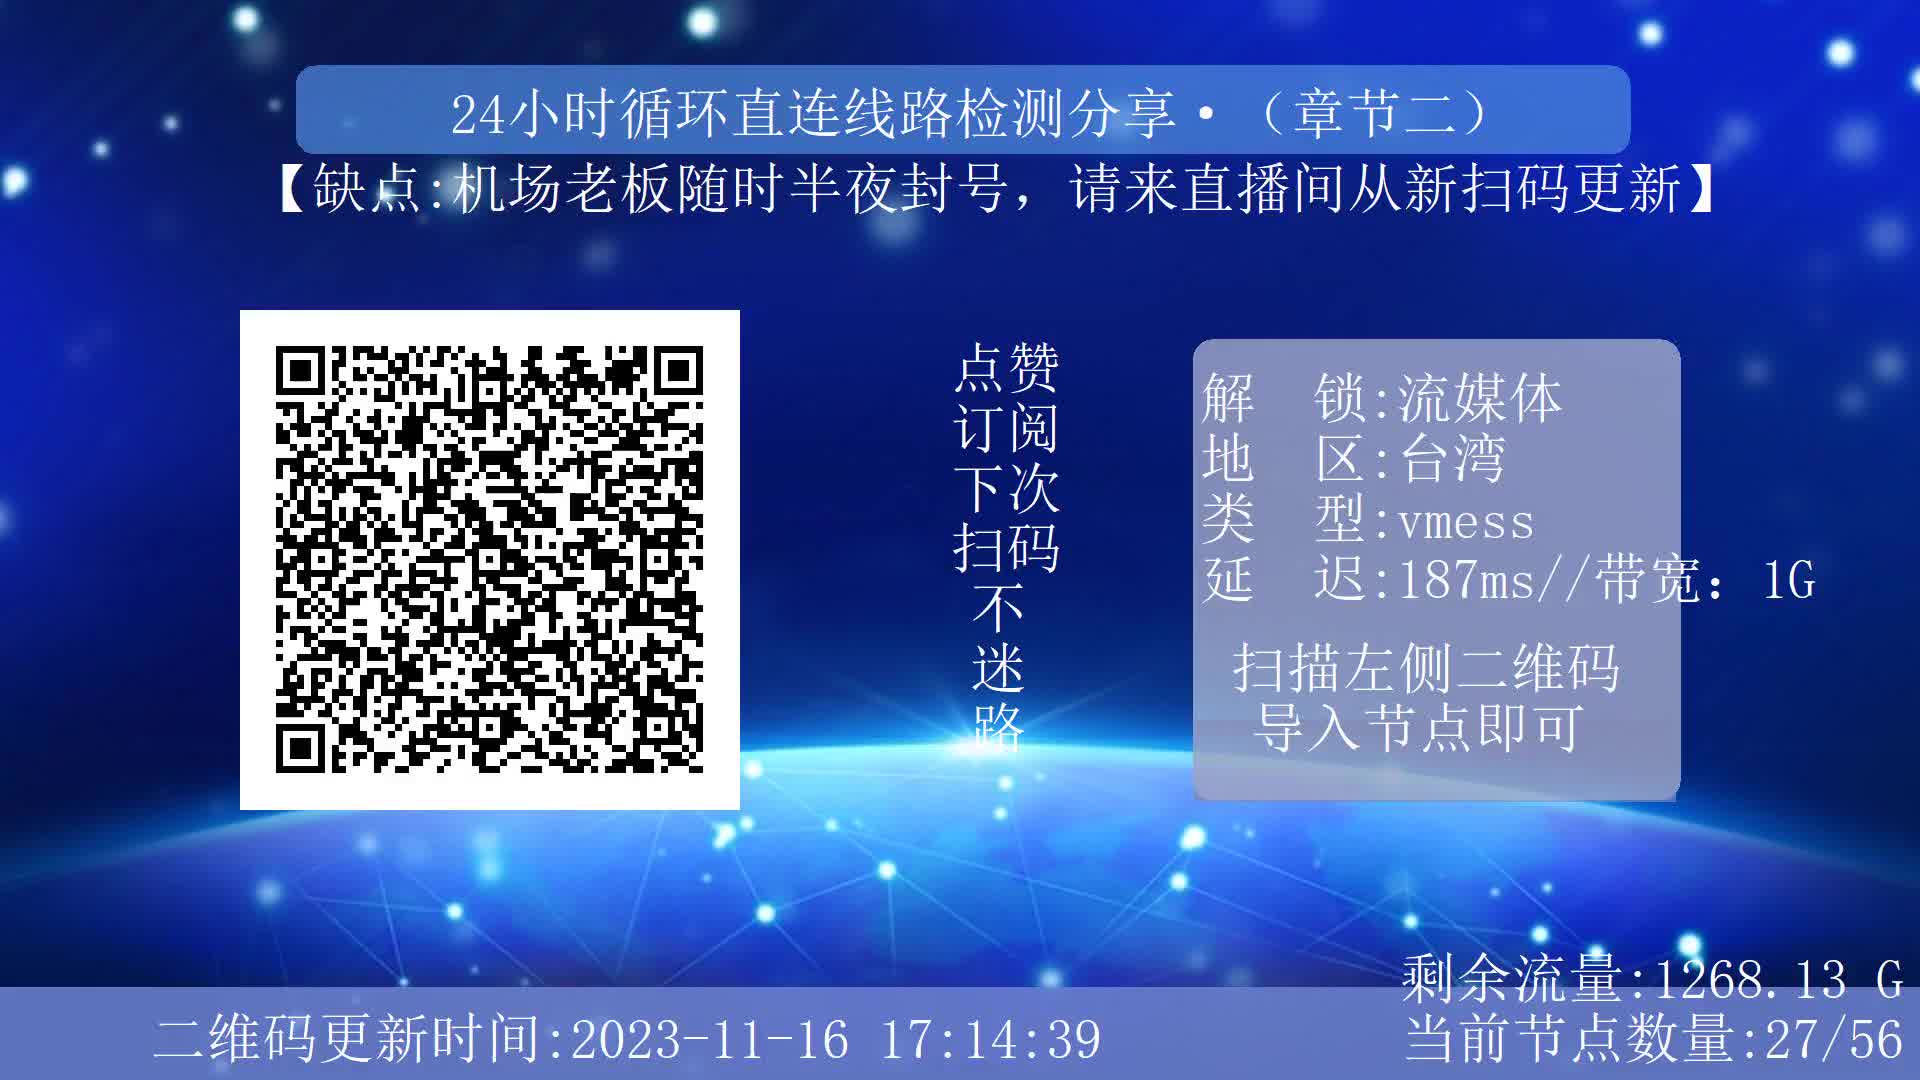 24小时循环直连线路检测分享·（章节二）
【缺点:机场老板随时半夜封号，请来直播间从新扫码更新】
点赞
订阅
下次
扫码
不
迷
路
解 锁:流媒体
地 区:台湾
类 型:vmess
延 迟:187ms//带宽：1G
扫描左侧二维码
导入节点即可
剩余流量:1268.13 G
二维码更新时间:2023-11-16 17:14:39
当前节点数量:27/56